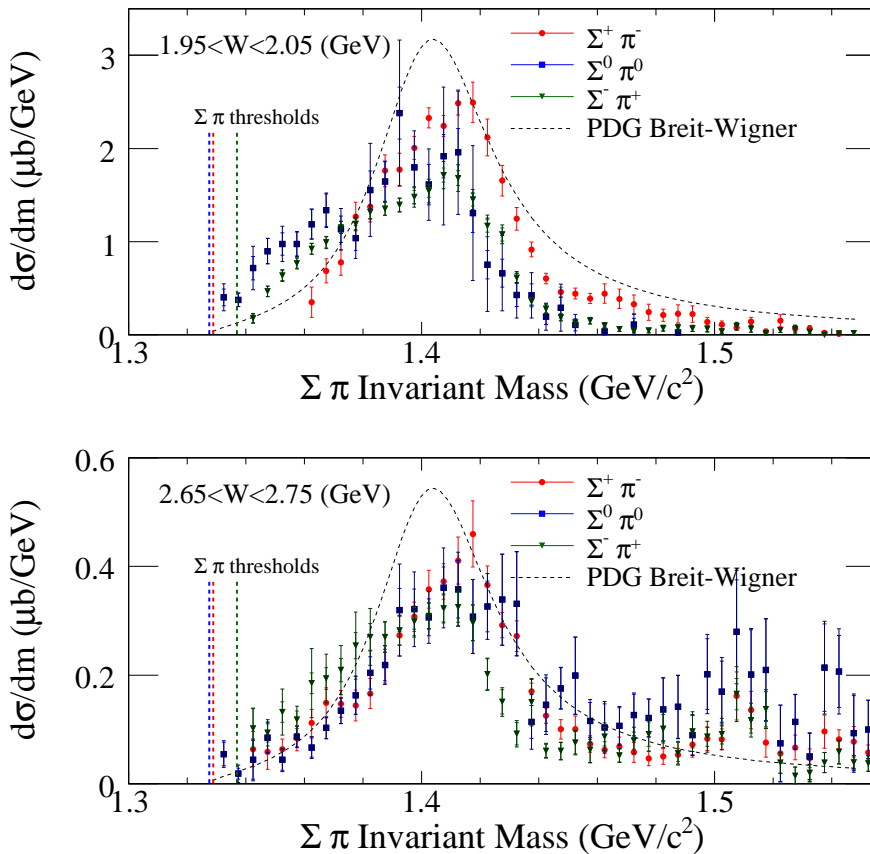 1.95<W<2.05 (GeV)
Σ⁺ π⁻
Σ⁰ π⁰
Σ⁻ π⁺
PDG Breit-Wigner
Σ π thresholds
dσ/dm (μb/GeV)
3
2
1
0
1.3 1.4 1.5
Σ π Invariant Mass (GeV/c²)
2.65<W<2.75 (GeV)
Σ⁺ π⁻
Σ⁰ π⁰
Σ⁻ π⁺
PDG Breit-Wigner
Σ π thresholds
dσ/dm (μb/GeV)
0.6
0.4
0.2
0
1.3 1.4 1.5
Σ π Invariant Mass (GeV/c²)